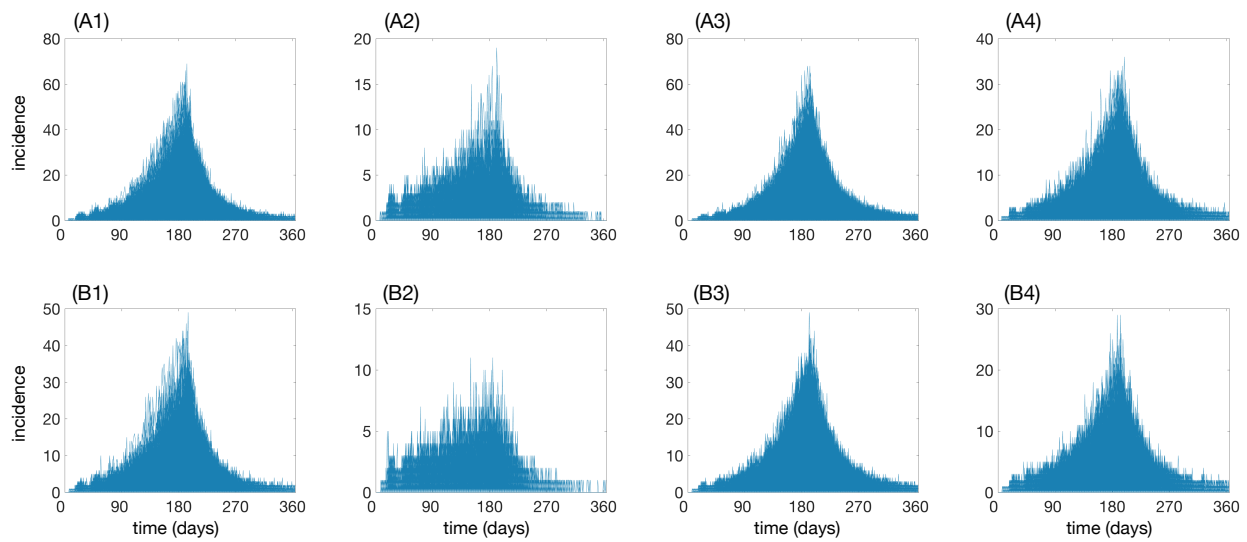 (A1) (A2) (A3) (A4)
80 20 80 40
60 15 60 30
40 10 40 20
20 5 20 10
0 0 0 0
incidence
0 90 180 270 360 0 90 180 270 360 0 90 180 270 360 0 90 180 270 360
(B1) (B2) (B3) (B4)
50 15 50 30
40 40
10 20
30 30
20 20
5 10
10 10
0 0 0 0
incidence
0 90 180 270 360 0 90 180 270 360 0 90 180 270 360 0 90 180 270 360
time (days) time (days) time (days) time (days)